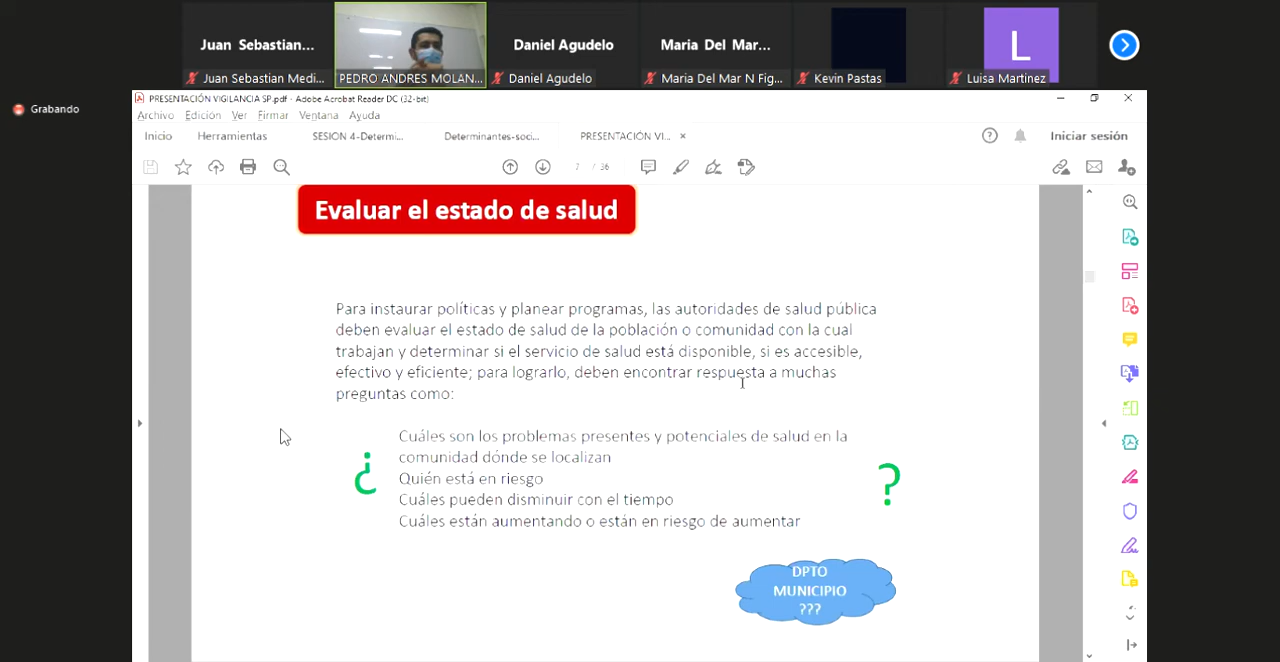 Juan Sebastian...
Daniel Agudelo
Maria Del Mar...
L
Juan Sebastian Medi...
PEDRO ANDRES MOLAN...
Daniel Agudelo
Maria Del Mar N Fig...
Kevin Pastas
Luisa Martinez
Grabando
PRESENTACIÓN VIGILANCIA SP.pdf - Adobe Acrobat Reader DC (32-bit)
Archivo Edición Ver Firmar Ventana Ayuda
Inicio Herramientas SESION 4-Determi... Determinantes-soci... PRESENTACIÓN VI... × Iniciar sesión
7 / 36
Evaluar el estado de salud
Para instaurar políticas y planear programas, las autoridades de salud pública
deben evaluar el estado de salud de la población o comunidad con la cual
trabajan y determinar si el servicio de salud está disponible, si es accesible,
efectivo y eficiente; para lograrlo, deben encontrar respuesta a muchas
preguntas como:
¿
Cuáles son los problemas presentes y potenciales de salud en la
comunidad dónde se localizan
Quién está en riesgo
Cuáles pueden disminuir con el tiempo
Cuáles están aumentando o están en riesgo de aumentar
?
DPTO
MUNICIPIO
???